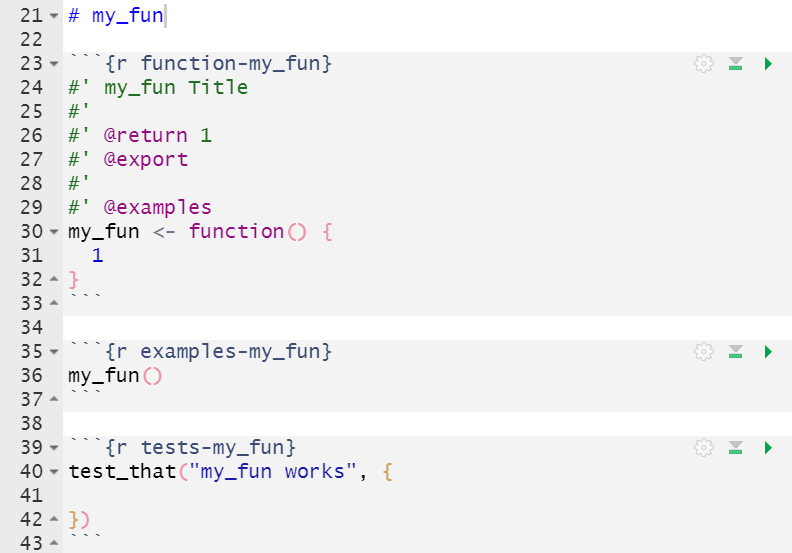 21 # my_fun
22
23 ```{r function-my_fun}
24 #' my_fun Title
25 #'
26 #' @return 1
27 #' @export
28 #'
29 #' @examples
30 my_fun <- function() {
31   1
32 }
33 ```
34
35 ```{r examples-my_fun}
36 my_fun()
37 ```
38
39 ```{r tests-my_fun}
40 test_that("my_fun works", {
41
42 })
43 ```